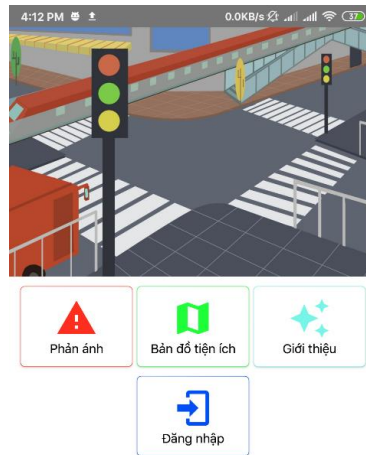 4:12 PM 0.0KB/s 37
Phản ánh
Bản đồ tiện ích
Giới thiệu
Đăng nhập